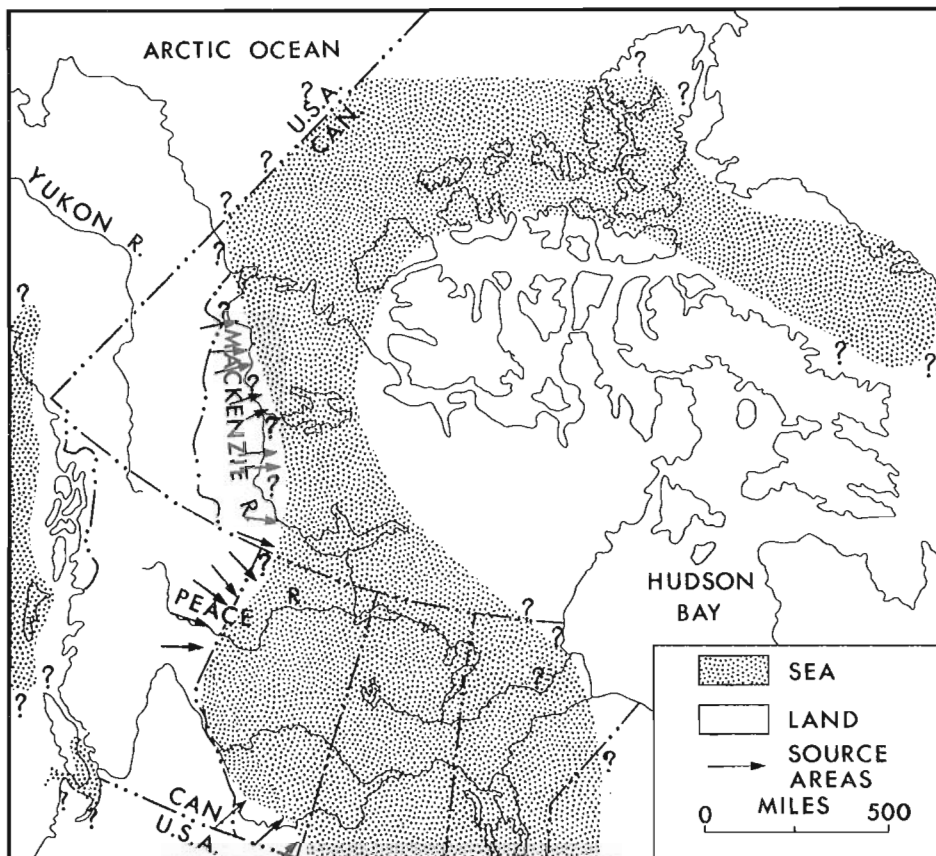 ARCTIC OCEAN
?
U.S.A.
CAN.
?
?
?
YUKON R.
?
?
?
?
MACKENZIE R.
?
?
?
?
?
?
?
PEACE R.
HUDSON
BAY
?
?
?
?
?
?
?
?
CAN.
U.S.A.
SEA
LAND
SOURCE
AREAS
MILES
0 500